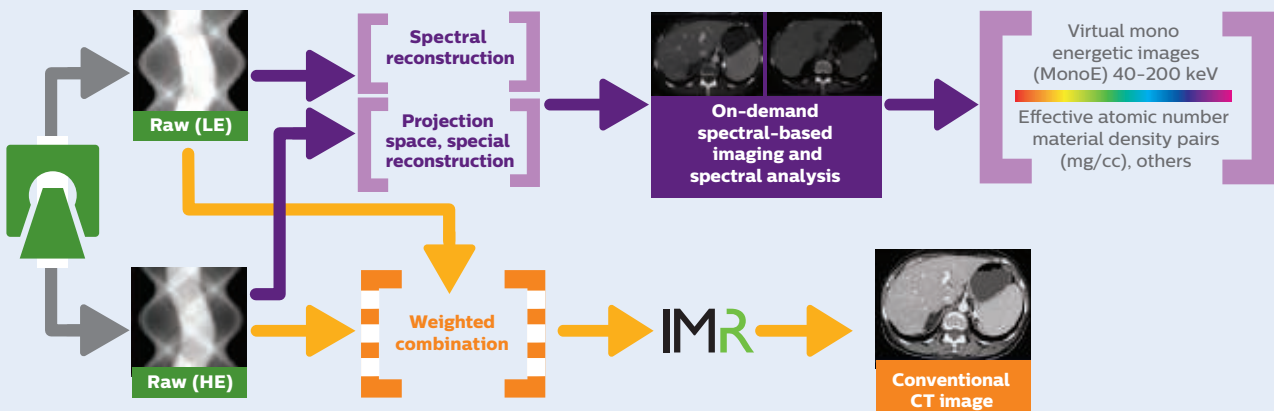 Raw (LE)
Spectral
reconstruction
Projection
space, special
reconstruction
On-demand
spectral-based
imaging and
spectral analysis
Virtual mono
energetic images
(MonoE) 40-200 keV
Effective atomic number
material density pairs
(mg/cc), others
Raw (HE)
Weighted
combination
IMR
Conventional
CT image